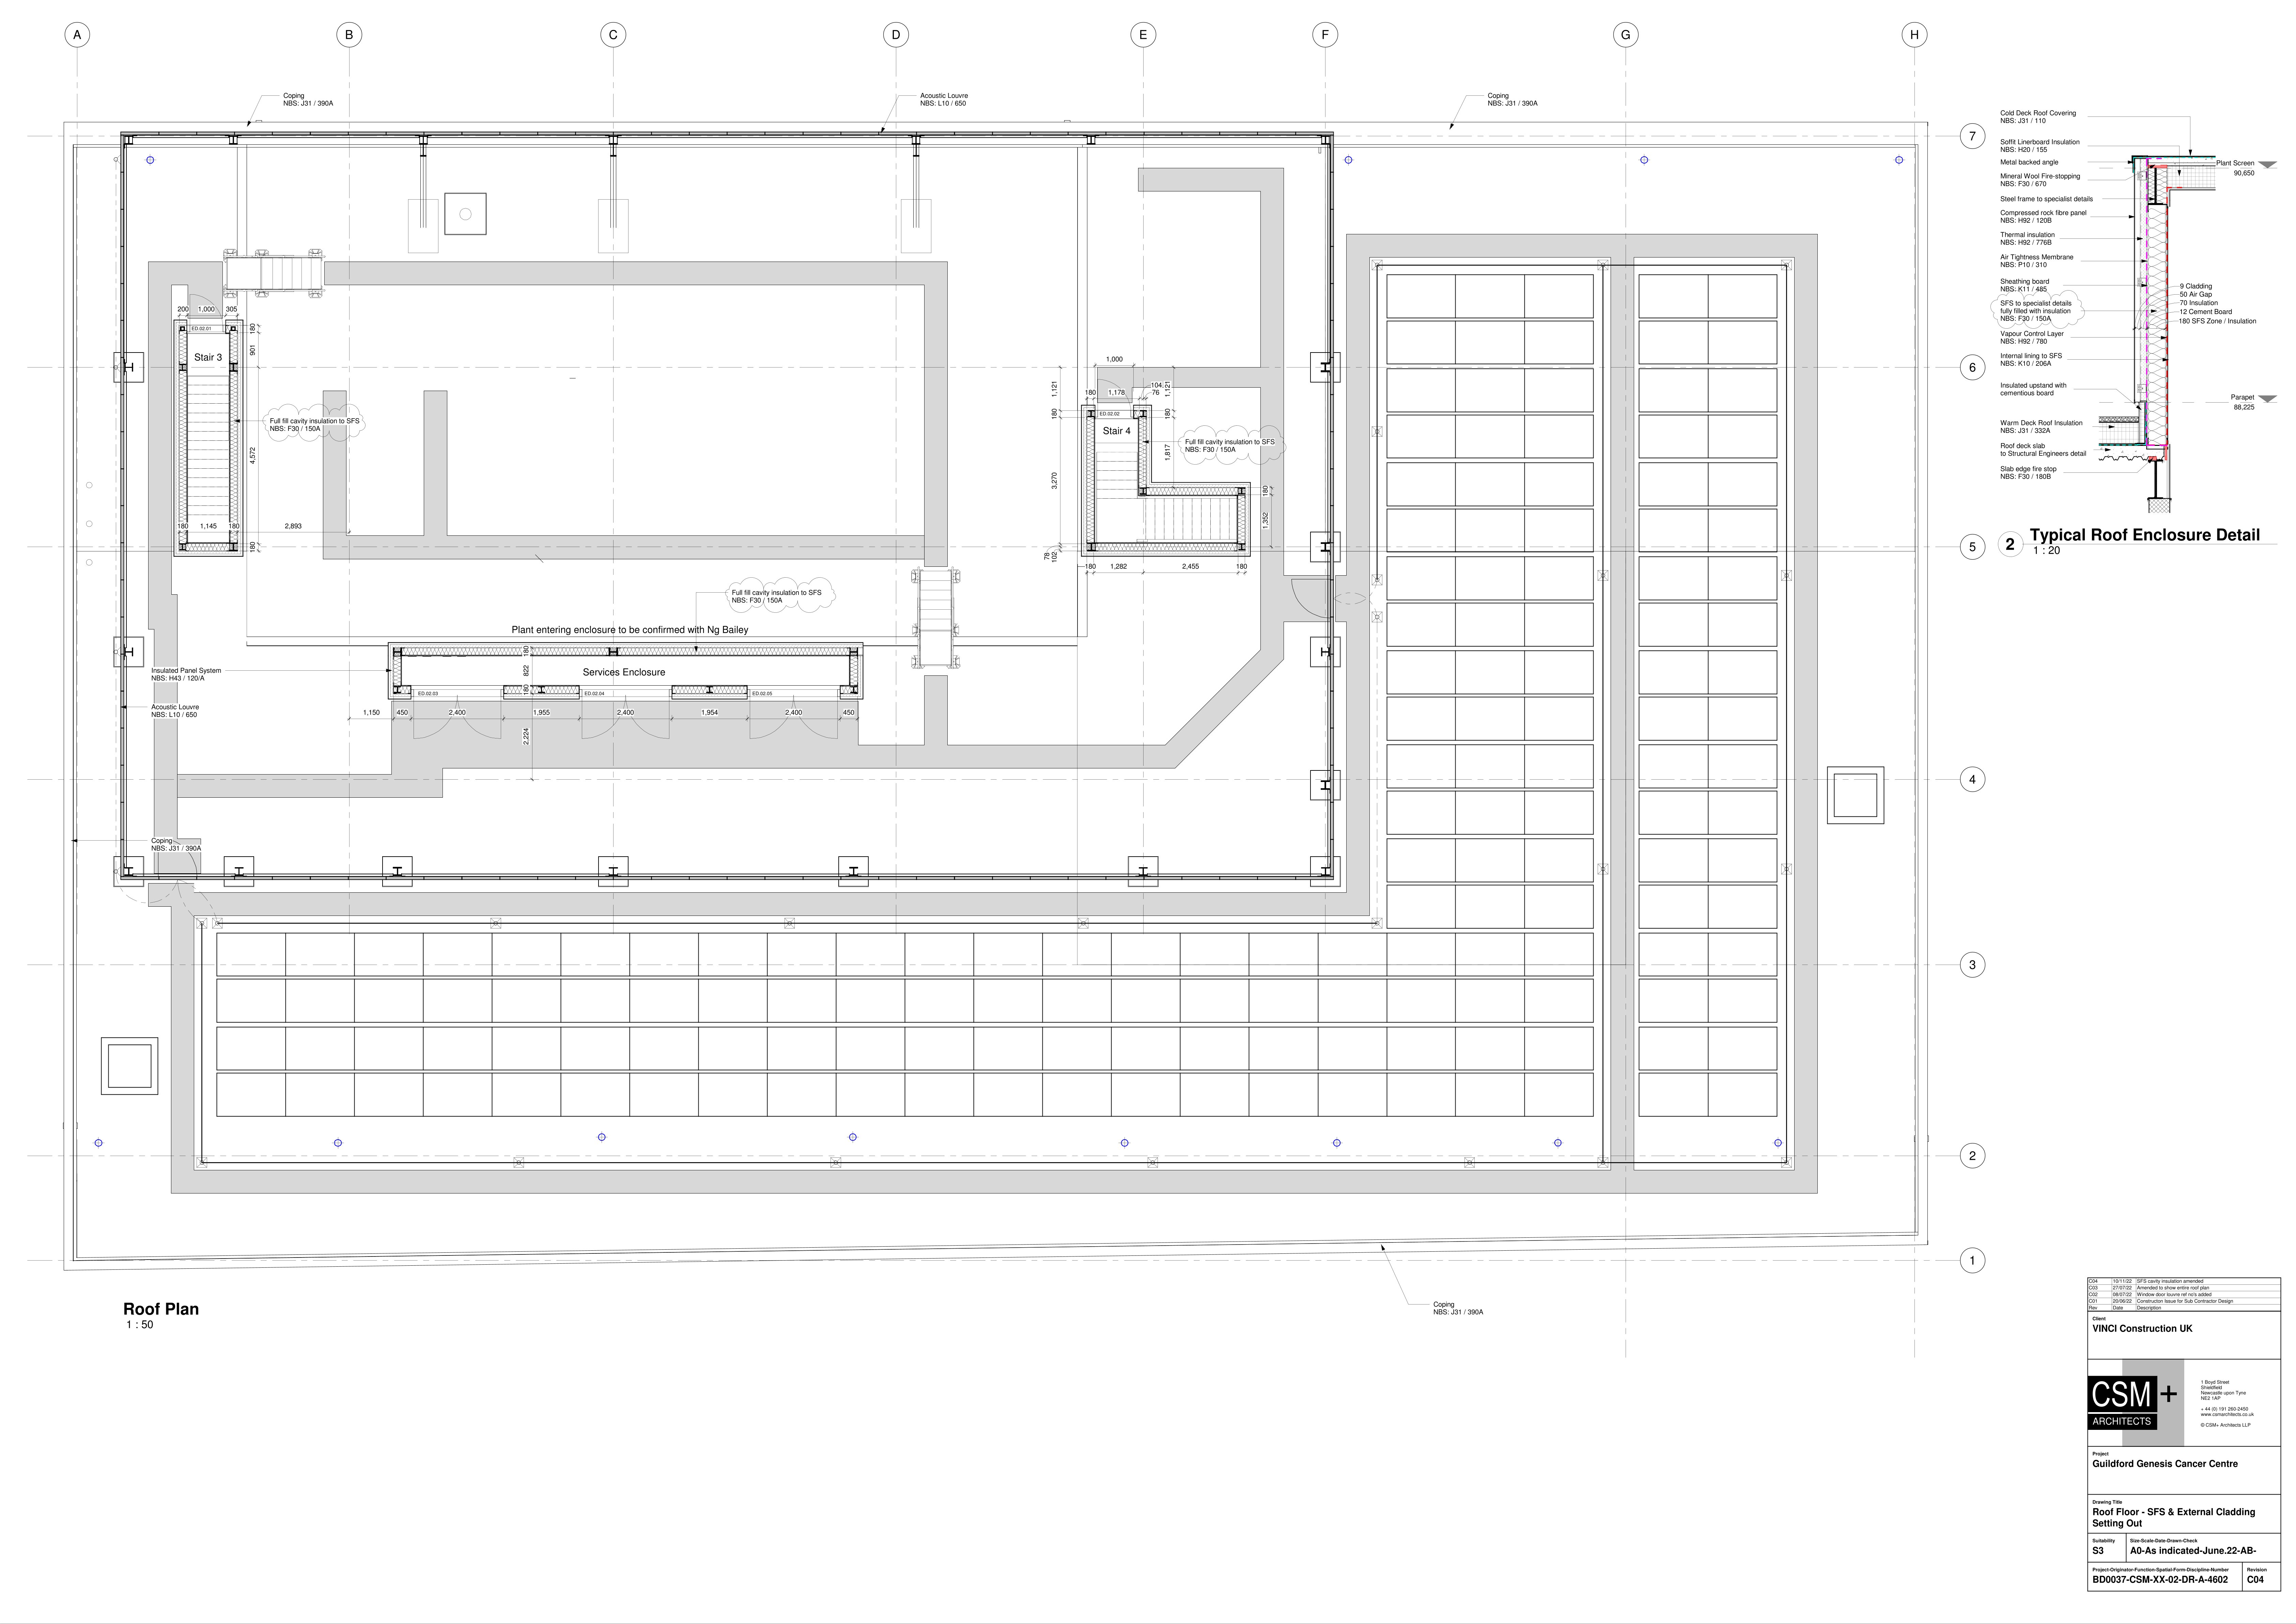 A
B
C
D
E
F
G
H
Coping
NBS: J31 / 390A
Acoustic Louvre
NBS: L10 / 650
Coping
NBS: J31 / 390A
7
6
5
4
3
2
1
200
1,000
305
ED.02.01
180
901
Stair 3
4,572
Full fill cavity insulation to SFS
NBS: F30 / 150A
180
1,145
180
2,893
180
1,000
1,121
1,121
104
76
180
1,178
180
ED.02.02
180
Stair 4
Full fill cavity insulation to SFS
NBS: F30 / 150A
1,817
3,270
180
1,352
78
102
180
1,282
2,455
180
Full fill cavity insulation to SFS
NBS: F30 / 150A
Plant entering enclosure to be confirmed with Ng Bailey
Insulated Panel System
NBS: H43 / 120/A
180
822
180
Services Enclosure
ED.02.03
ED.02.04
ED.02.05
Acoustic Louvre
NBS: L10 / 650
1,150
450
2,400
1,955
2,400
1,954
2,400
450
2,224
Coping
NBS: J31 / 390A
Coping
NBS: J31 / 390A
Roof Plan
1 : 50
Cold Deck Roof Covering
NBS: J31 / 110
Soffit Linerboard Insulation
NBS: H20 / 155
Metal backed angle
Plant Screen
90,650
Mineral Wool Fire-stopping
NBS: F30 / 670
Steel frame to specialist details
Compressed rock fibre panel
NBS: H92 / 120B
Thermal insulation
NBS: H92 / 776B
Air Tightness Membrane
NBS: P10 / 310
Sheathing board
NBS: K11 / 485
SFS to specialist details
fully filled with insulation
NBS: F30 / 150A
9 Cladding
50 Air Gap
70 Insulation
12 Cement Board
180 SFS Zone / Insulation
Vapour Control Layer
NBS: H92 / 780
Internal lining to SFS
NBS: K10 / 206A
Insulated upstand with
cementious board
Parapet
88,225
Warm Deck Roof Insulation
NBS: J31 / 332A
Roof deck slab
to Structural Engineers detail
Slab edge fire stop
NBS: F30 / 180B
2
Typical Roof Enclosure Detail
1 : 20
C04 10/11/22 SFS cavity insulation amended
C03 27/07/22 Amended to show entire roof plan
C02 08/07/22 Window door louvre ref no's added
C01 20/06/22 Construction Issue for Sub Contractor Design
Rev Date Description
Client
VINCI Construction UK
CSM+
ARCHITECTS
1 Boyd Street
Shieldfield
Newcastle upon Tyne
NE2 1AP
+ 44 (0) 191 260-2450
www.csmarchitects.co.uk
© CSM+ Architects LLP
Project
Guildford Genesis Cancer Centre
Drawing Title
Roof Floor - SFS & External Cladding
Setting Out
Suitability
S3
Size-Scale-Date-Drawn-Check
A0-As indicated-June.22-AB-
Project-Originator-Function-Spatial-Form-Discipline-Number
BD0037-CSM-XX-02-DR-A-4602
Revision
C04